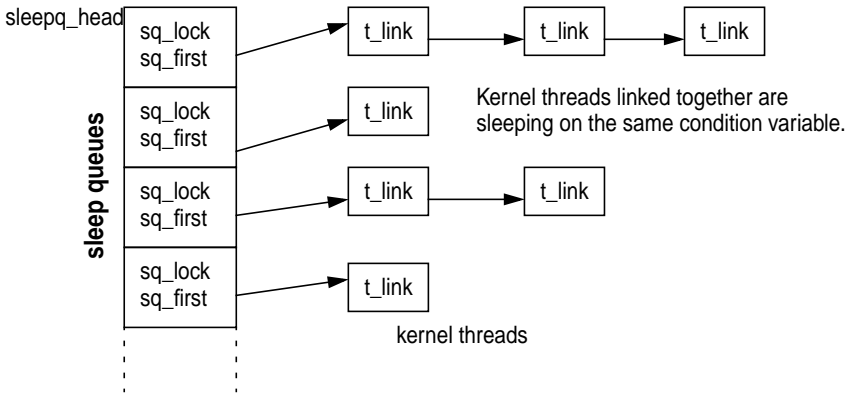 sleepq_head
sq_lock
sq_first
t_link
t_link
t_link
sq_lock
sq_first
t_link
Kernel threads linked together are
sleeping on the same condition variable.
sleep queues
sq_lock
sq_first
t_link
t_link
sq_lock
sq_first
t_link
kernel threads